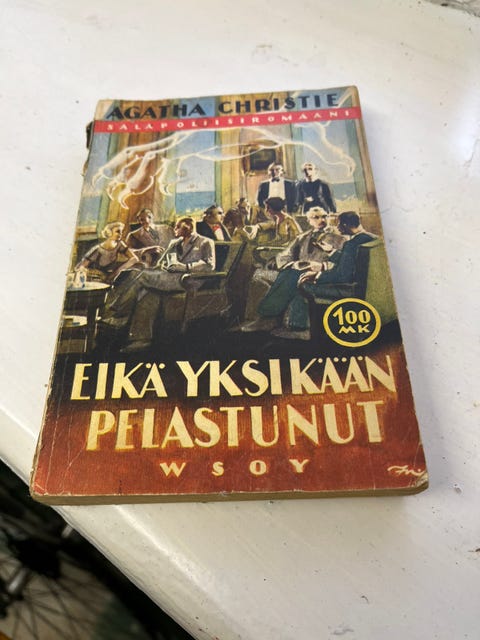 AGATHA CHRISTIE
SALAPOLIISIROMAANI
100
MK
EIKÄ YKSIKÄÄN
PELASTUNUT
WSOY